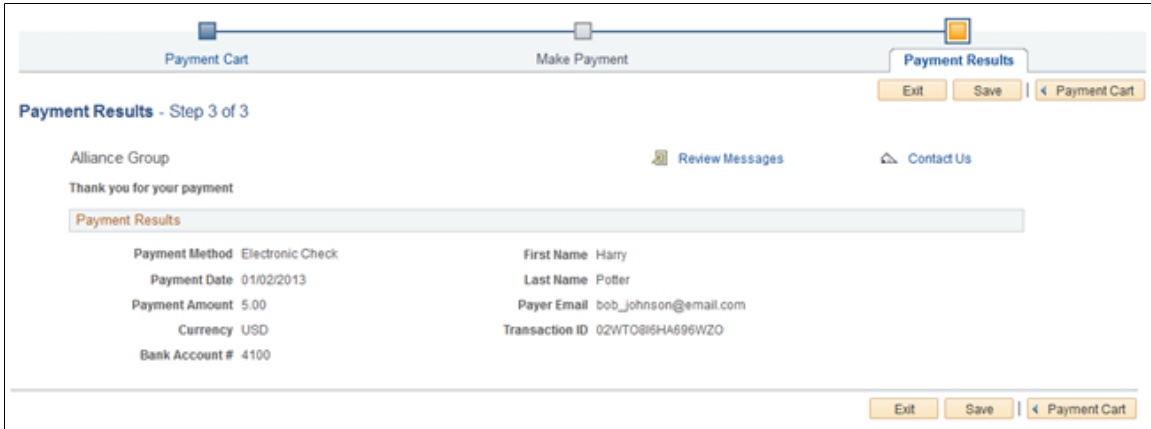 Payment Cart Make Payment Payment Results
Exit Save | Payment Cart
Payment Results - Step 3 of 3
Alliance Group Review Messages Contact Us
Thank you for your payment
Payment Results
Payment Method Electronic Check First Name Harry
Payment Date 01/02/2013 Last Name Potter
Payment Amount 5.00 Payer Email bob_johnson@email.com
Currency USD Transaction ID 02WTO8I6HA696WZO
Bank Account # 4100
Exit Save | Payment Cart